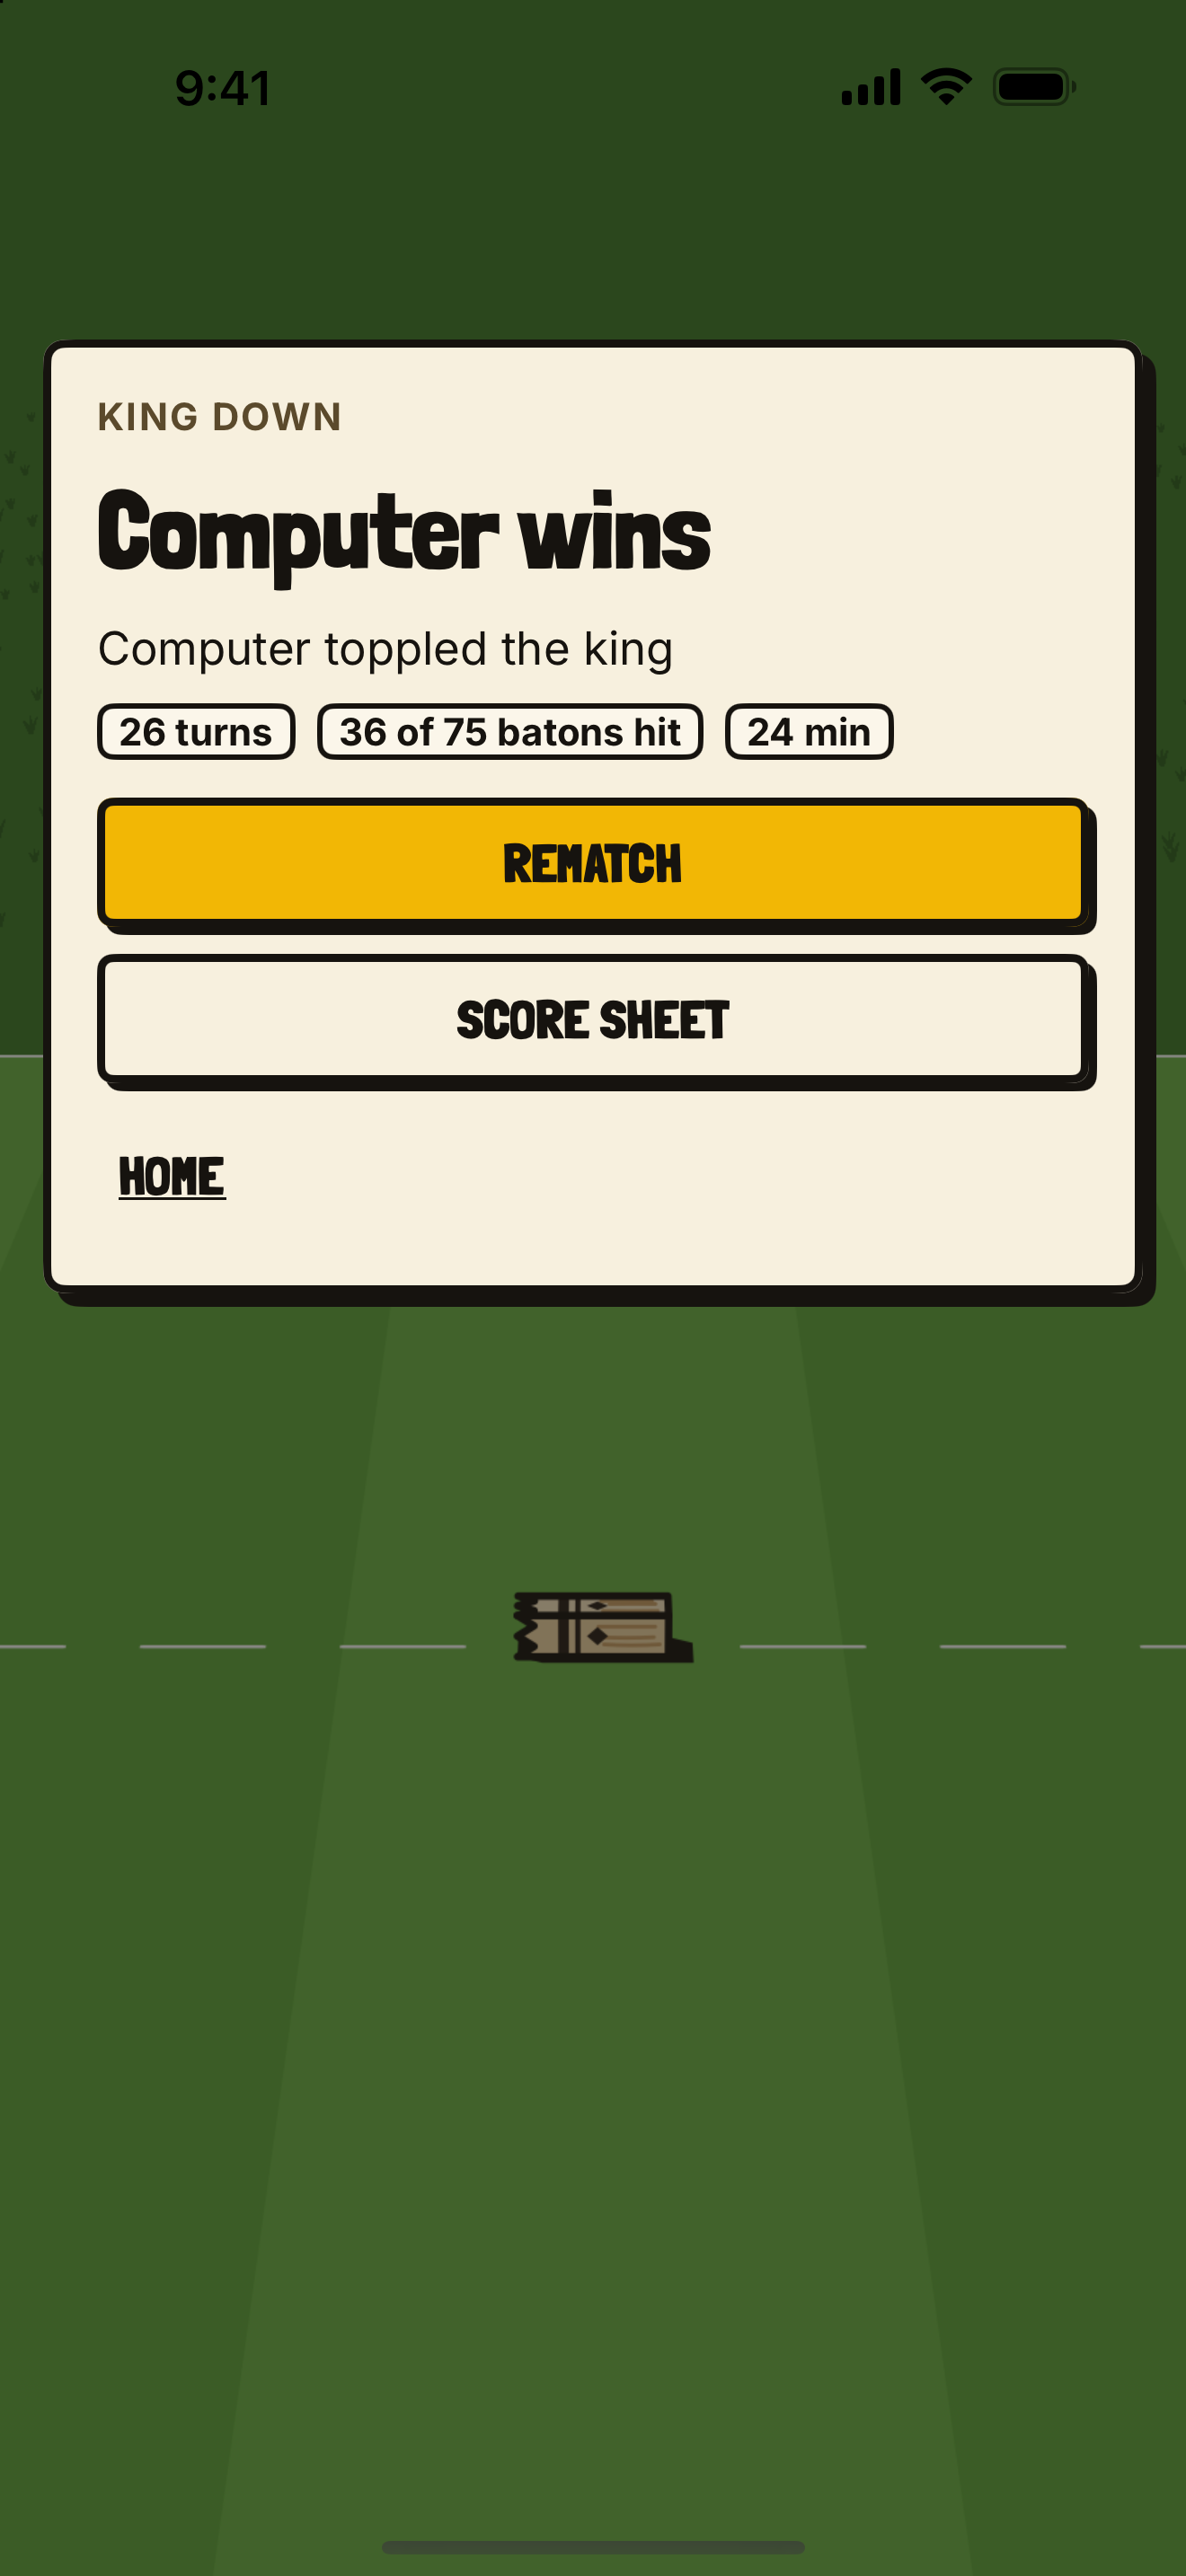 9:41
KING DOWN
Computer wins
Computer toppled the king
26 turns 36 of 75 batons hit 24 min
REMATCH
SCORE SHEET
HOME